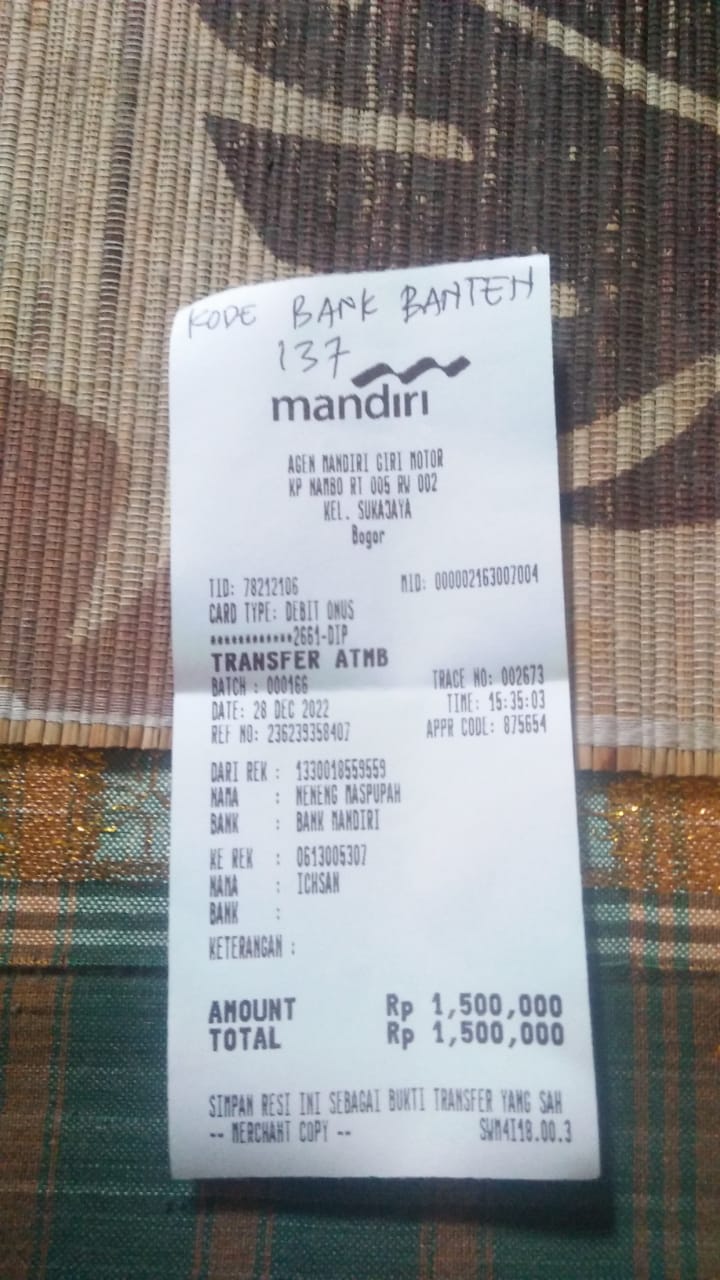 KODE BANK BANTEN
137
mandiri
AGEN MANDIRI GIRI MOTOR
KP NAMBO RT 005 RW 002
KEL. SUKAJAYA
Bogor
TID: 78212106 MID: 000002163007004
CARD TYPE: DEBIT ONUS
************2661-DIP
TRANSFER ATMB
BATCH : 000166 TRACE NO: 002673
DATE: 28 DEC 2022 TIME: 15:35:03
REF NO: 236239358407 APPR CODE: 875654
DARI REK : 1330018559559
NAMA : NENENG MASPUPAH
BANK : BANK MANDIRI
KE REK : 0613005307
NAMA : ICHSAN
BANK :
KETERANGAN :
AMOUNT Rp 1,500,000
TOTAL Rp 1,500,000
SIMPAN RESI INI SEBAGAI BUKTI TRANSFER YANG SAH
-- MERCHANT COPY -- SWM4I18.00.3